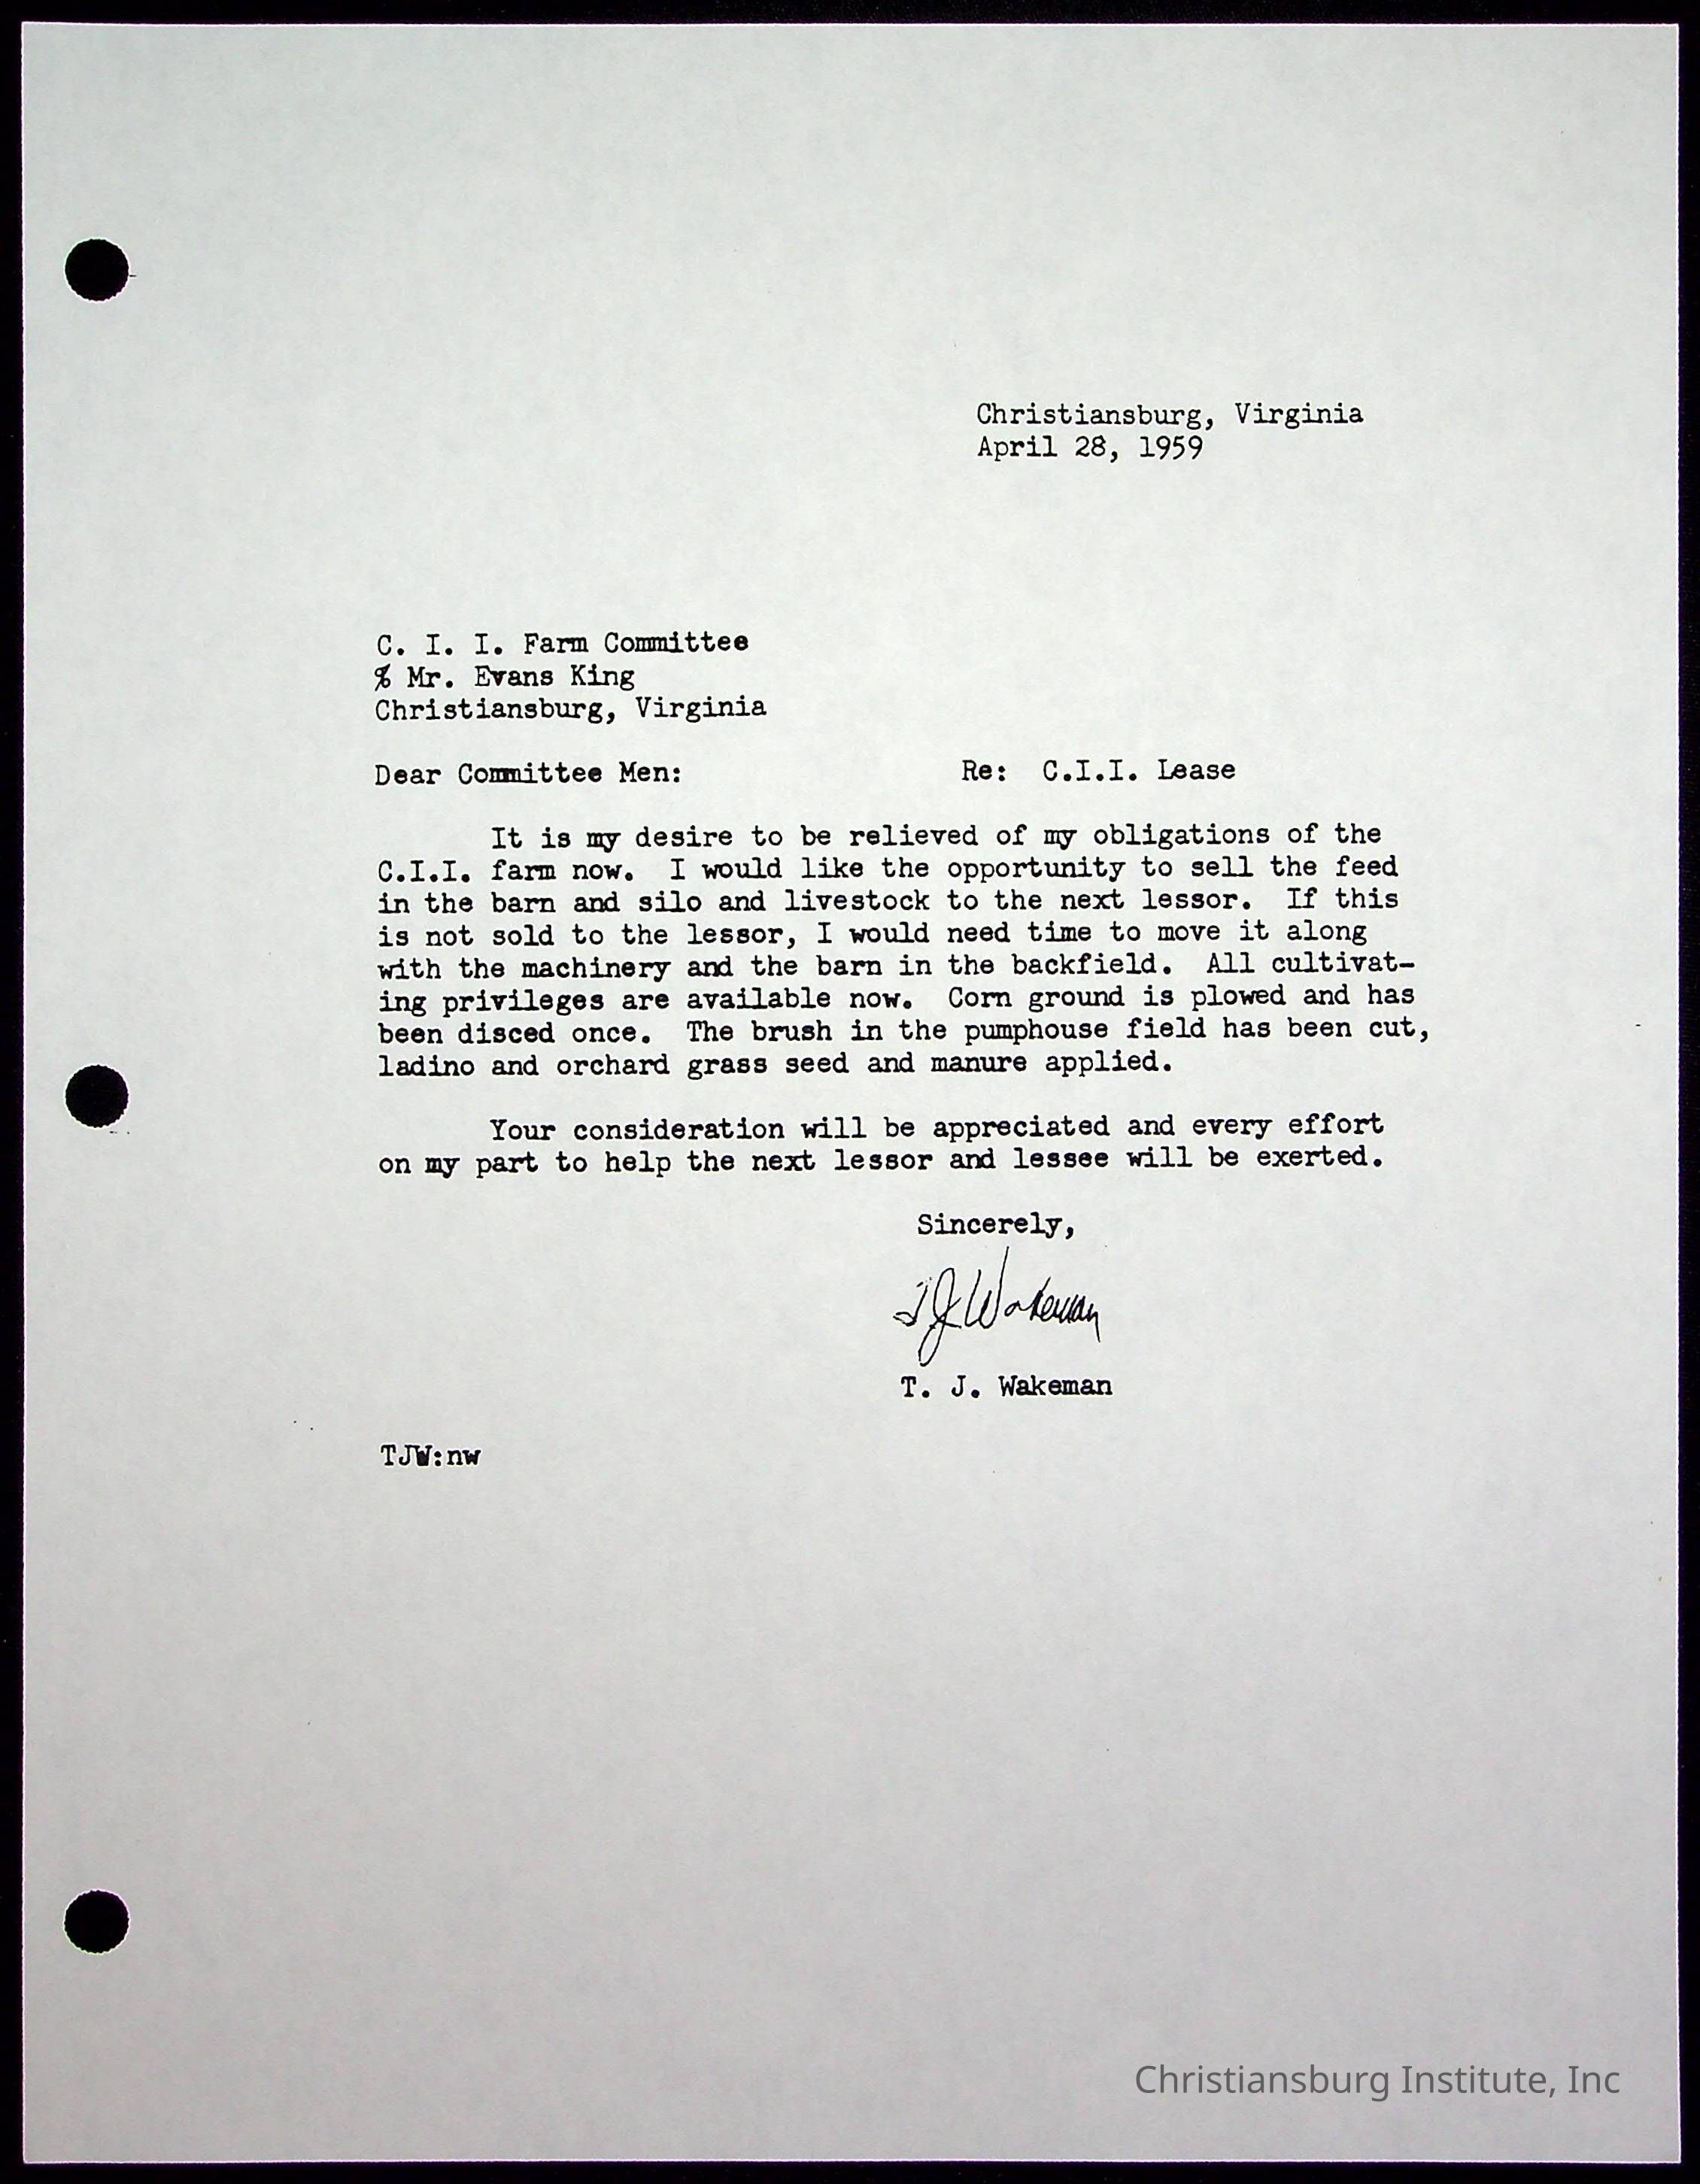 Christiansburg, Virginia
April 28, 1959
C. I. I. Farm Committee
% Mr. Evans King
Christiansburg, Virginia
Dear Committee Men: Re: C.I.I. Lease
It is my desire to be relieved of my obligations of the
C.I.I. farm now. I would like the opportunity to sell the feed
in the barn and silo and livestock to the next lessor. If this
is not sold to the lessor, I would need time to move it along
with the machinery and the barn in the backfield. All cultivat-
ing privileges are available now. Corn ground is plowed and has
been disced once. The brush in the pumphouse field has been cut,
ladino and orchard grass seed and manure applied.
Your consideration will be appreciated and every effort
on my part to help the next lessor and lessee will be exerted.
Sincerely,
T J Wakeman
T. J. Wakeman
TJW:nw
Christiansburg Institute, Inc